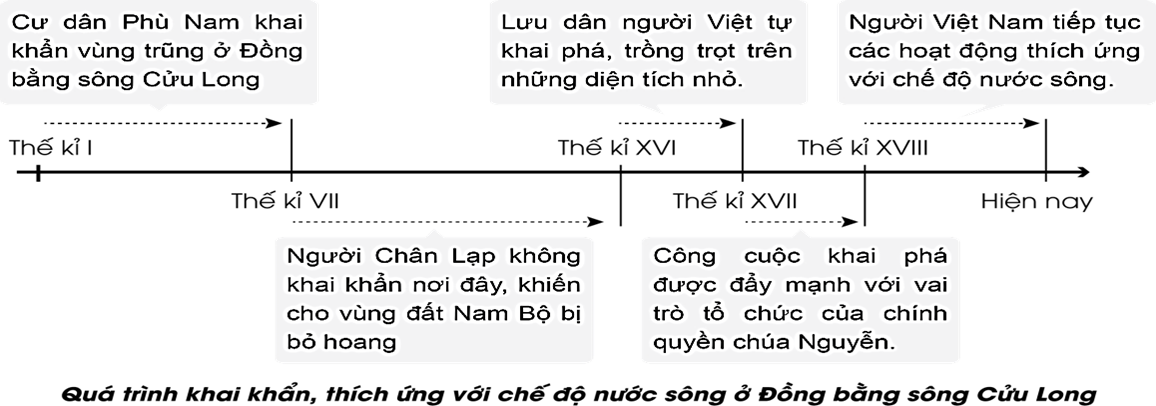 Cư dân Phù Nam khai
khẩn vùng trũng ở Đồng
bằng sông Cửu Long
Lưu dân người Việt tự
khai phá, trồng trọt trên
những diện tích nhỏ.
Người Việt Nam tiếp tục
các hoạt động thích ứng
với chế độ nước sông.
Thế kỉ I
Thế kỉ XVI
Thế kỉ XVIII
Thế kỉ VII
Thế kỉ XVII
Hiện nay
Người Chân Lạp không
khai khẩn nơi đây, khiến
cho vùng đất Nam Bộ bị
bỏ hoang
Công cuộc khai phá
được đẩy mạnh với vai
trò tổ chức của chính
quyền chúa Nguyễn.
Quá trình khai khẩn, thích ứng với chế độ nước sông ở Đồng bằng sông Cửu Long